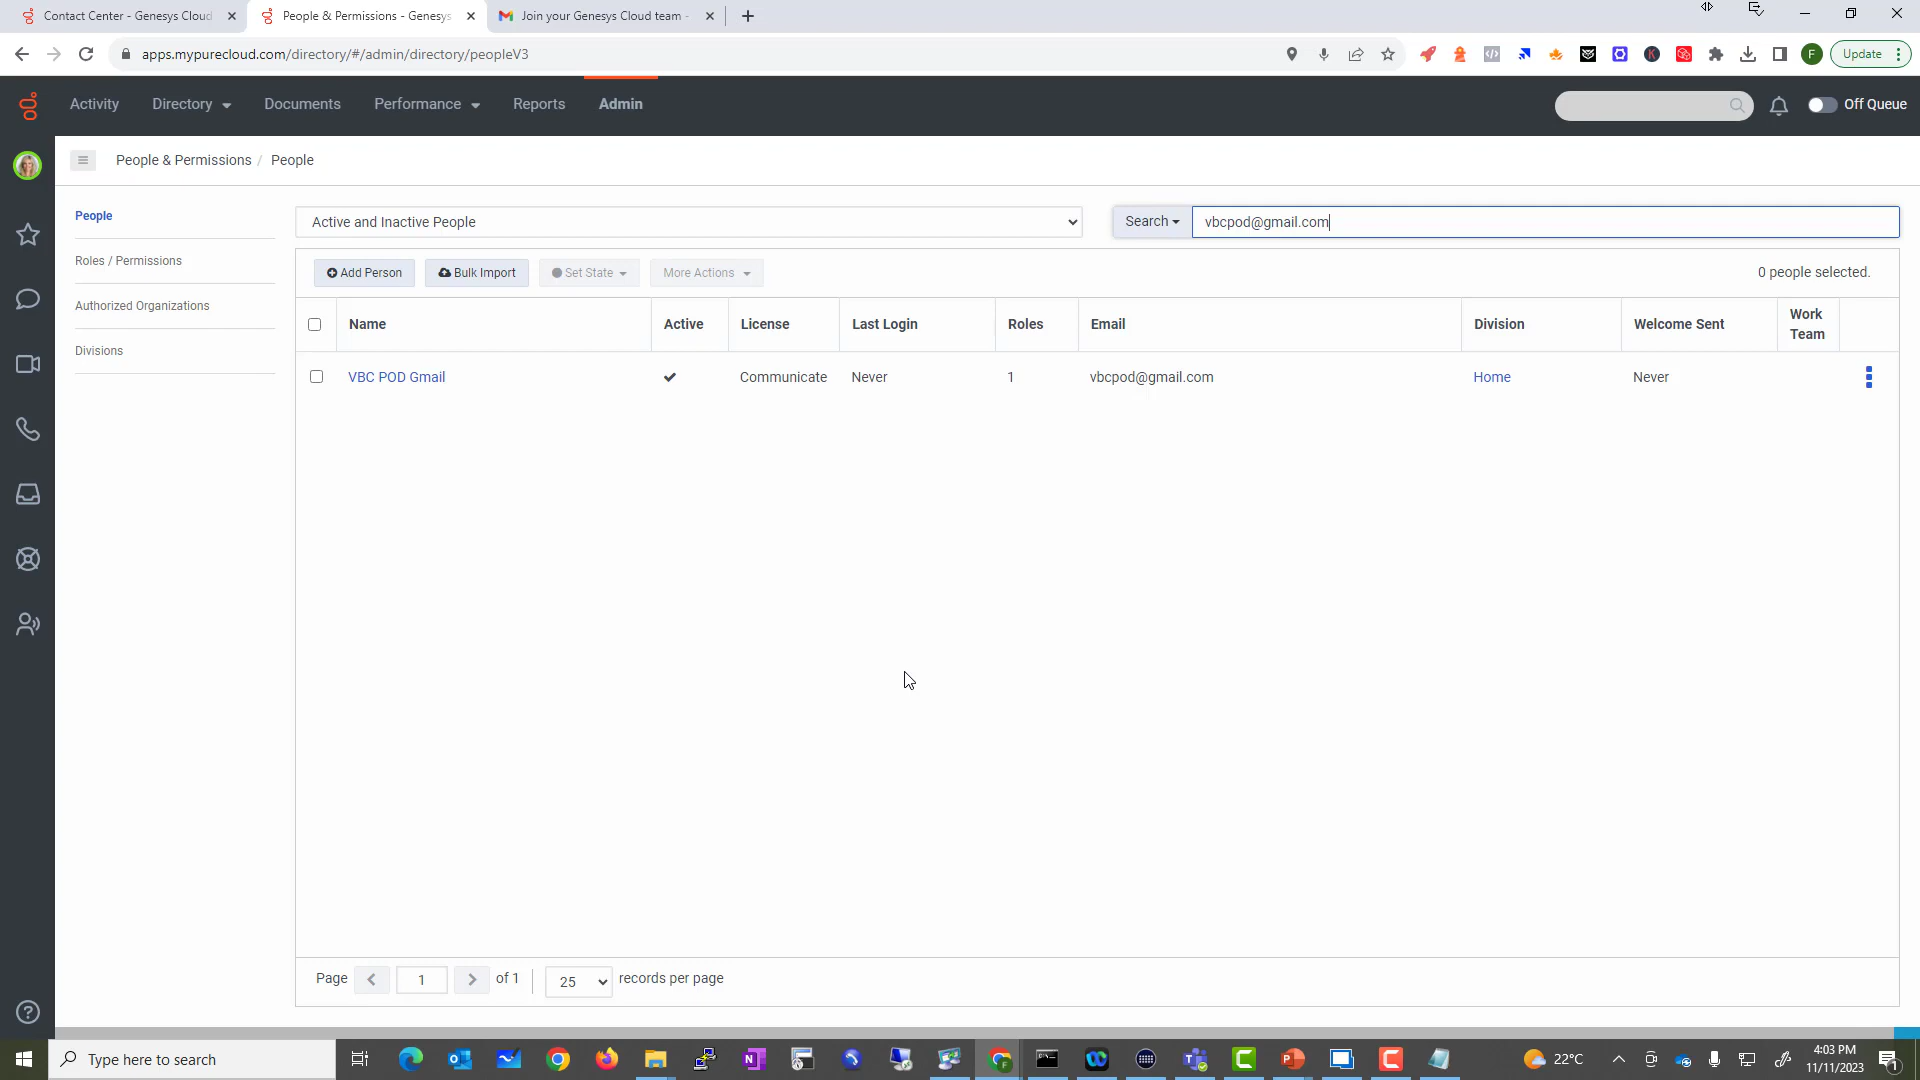 Contact Center - Genesys Cloud
People & Permissions - Genesys
Join your Genesys Cloud team -
apps.mypurecloud.com/directory/#/admin/directory/peopleV3
F
Update
Activity
Directory
Documents
Performance
Reports
Admin
Off Queue
People & Permissions / People
People
Roles / Permissions
Authorized Organizations
Divisions
Active and Inactive People
Search
vbcpod@gmail.com
Add Person
Bulk Import
Set State
More Actions
0 people selected.
Name
Active
License
Last Login
Roles
Email
Division
Welcome Sent
Work
Team
VBC POD Gmail
Communicate
Never
1
vbcpod@gmail.com
Home
Never
Page
1
of 1
25
records per page
Type here to search
22°C
4:03 PM
11/11/2023
1